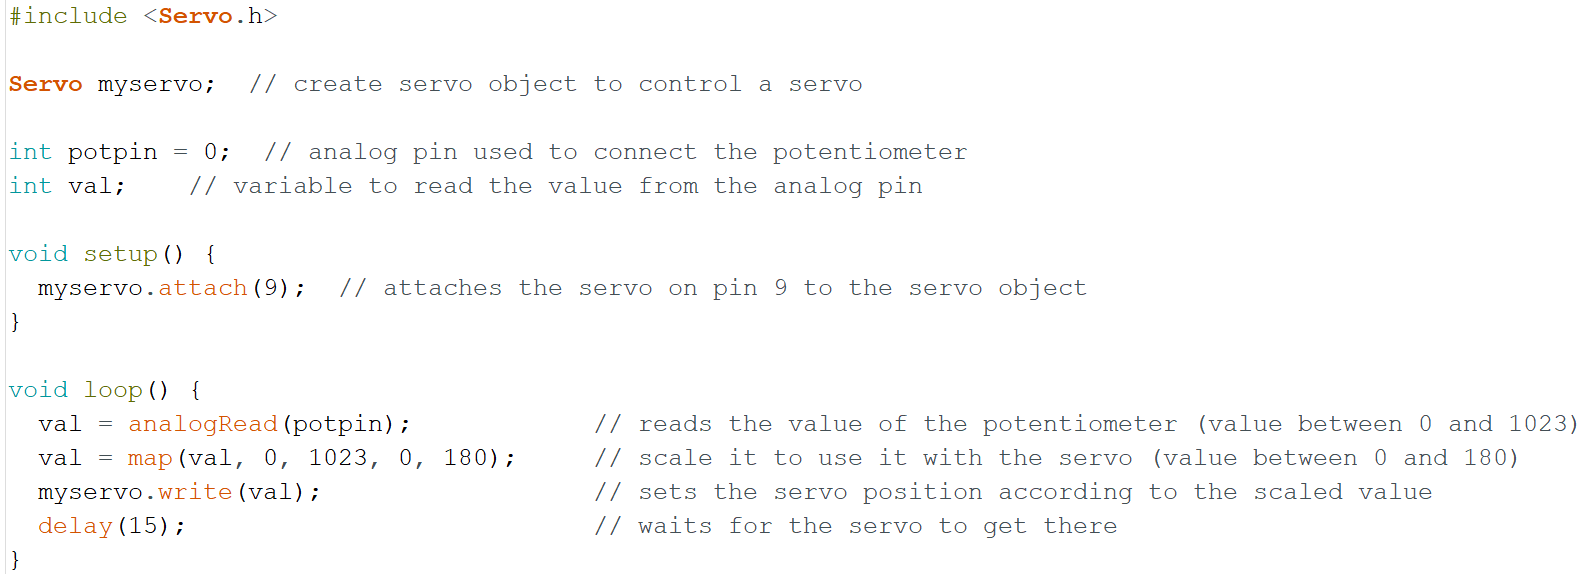 #include <Servo.h>

Servo myservo;  // create servo object to control a servo

int potpin = 0;  // analog pin used to connect the potentiometer
int val;    // variable to read the value from the analog pin

void setup() {
  myservo.attach(9);  // attaches the servo on pin 9 to the servo object
}

void loop() {
  val = analogRead(potpin);            // reads the value of the potentiometer (value between 0 and 1023)
  val = map(val, 0, 1023, 0, 180);     // scale it to use it with the servo (value between 0 and 180)
  myservo.write(val);                  // sets the servo position according to the scaled value
  delay(15);                           // waits for the servo to get there
}